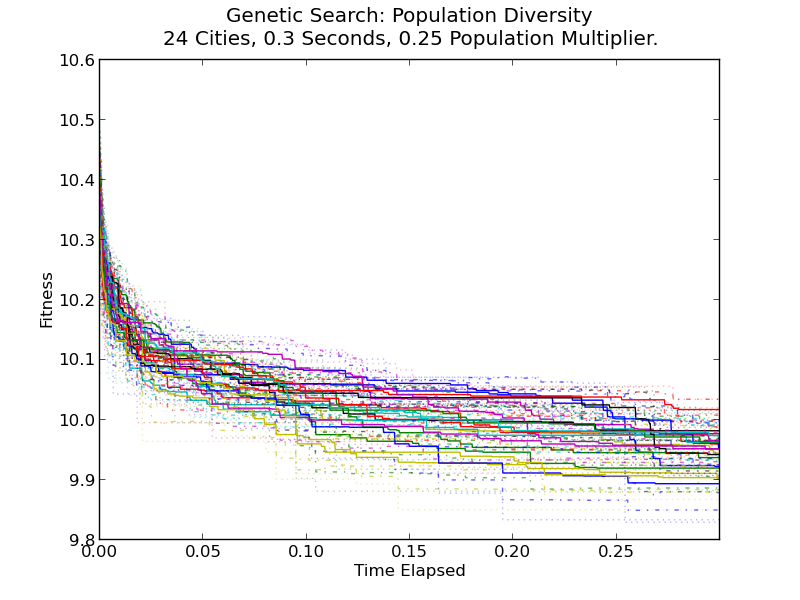 Genetic Search: Population Diversity
24 Cities, 0.3 Seconds, 0.25 Population Multiplier.
10.6
10.5
10.4
10.3
10.2
10.1
10.0
9.9
9.8
Fitness
0.00 0.05 0.10 0.15 0.20 0.25
Time Elapsed